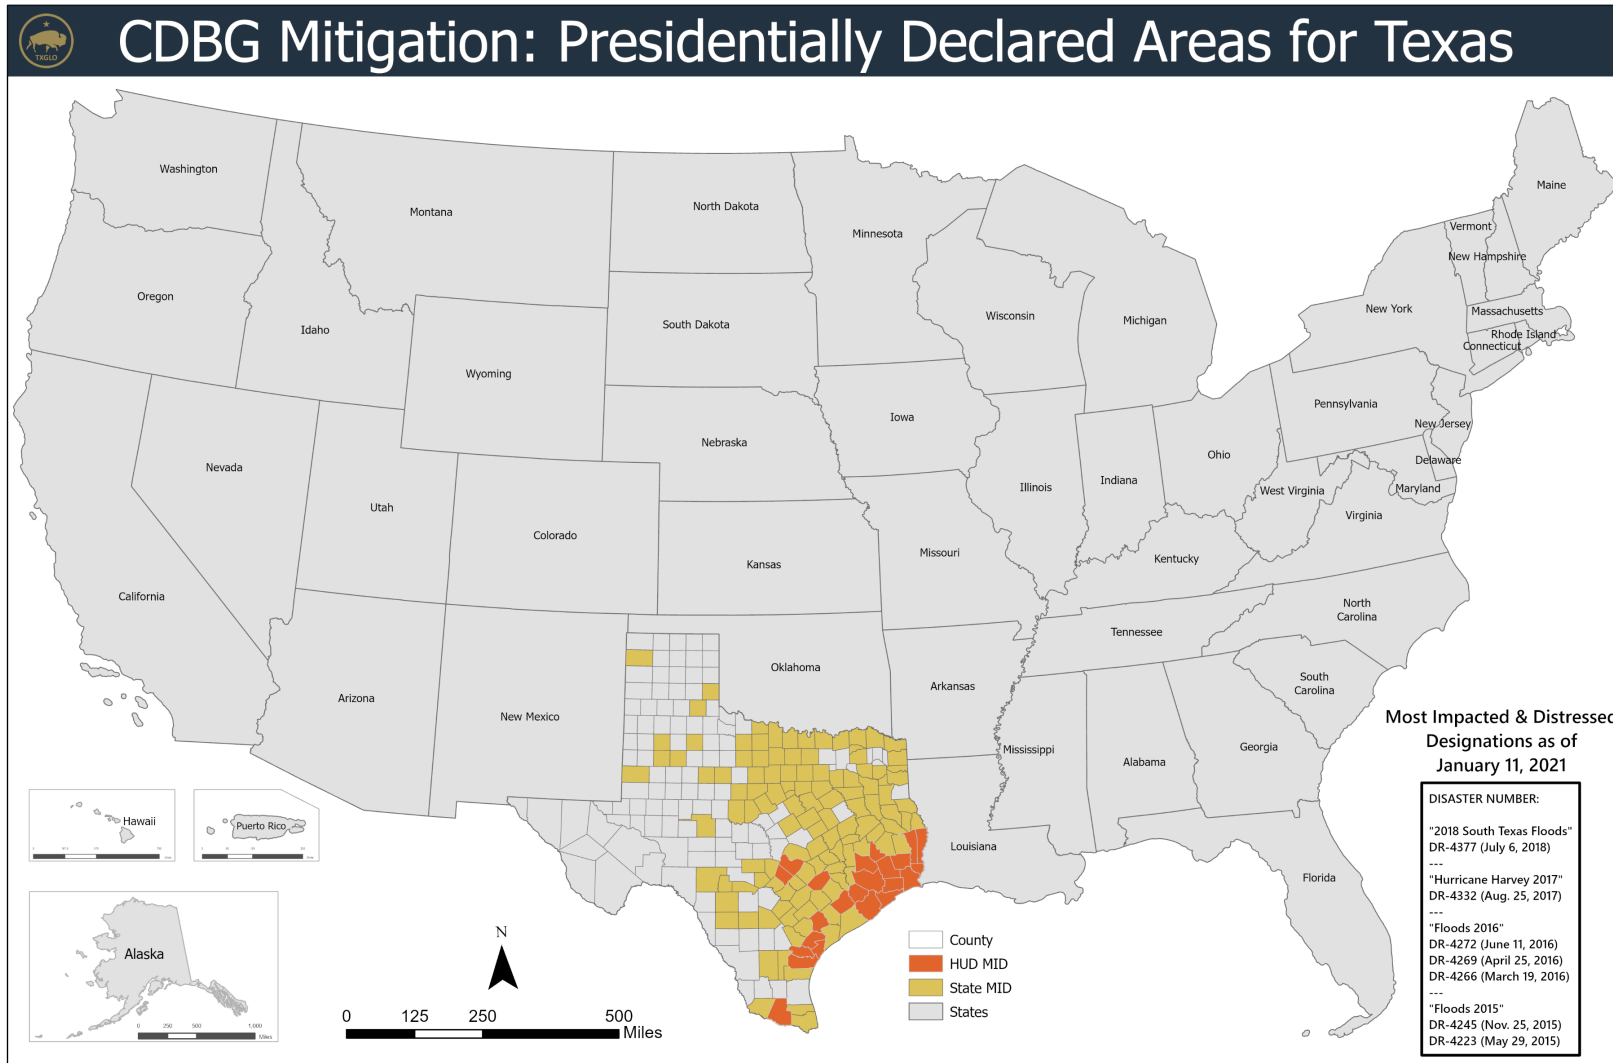 TXGLO
CDBG Mitigation: Presidentially Declared Areas for Texas
Washington
Montana
North Dakota
Minnesota
Maine
Vermont
New Hampshire
Oregon
Idaho
South Dakota
Wisconsin
Michigan
New York
Massachusetts
Rhode Island
Connecticut
Wyoming
Iowa
Pennsylvania
New Jersey
Nebraska
Nevada
Ohio
Delaware
Illinois
Indiana
West Virginia
Maryland
Utah
Colorado
Virginia
Missouri
Kansas
Kentucky
California
North
Carolina
Tennessee
Oklahoma
Arizona
New Mexico
Arkansas
South
Carolina
Mississippi
Alabama
Georgia
Louisiana
Florida
Hawaii
Puerto Rico
Alaska
0 250 500 1,000
Miles
N
0 125 250 500
Miles
County
HUD MID
State MID
States
Most Impacted & Distressed
Designations as of
January 11, 2021
DISASTER NUMBER:
"2018 South Texas Floods"
DR-4377 (July 6, 2018)
---
"Hurricane Harvey 2017"
DR-4332 (Aug. 25, 2017)
---
"Floods 2016"
DR-4272 (June 11, 2016)
DR-4269 (April 25, 2016)
DR-4266 (March 19, 2016)
---
"Floods 2015"
DR-4245 (Nov. 25, 2015)
DR-4223 (May 29, 2015)